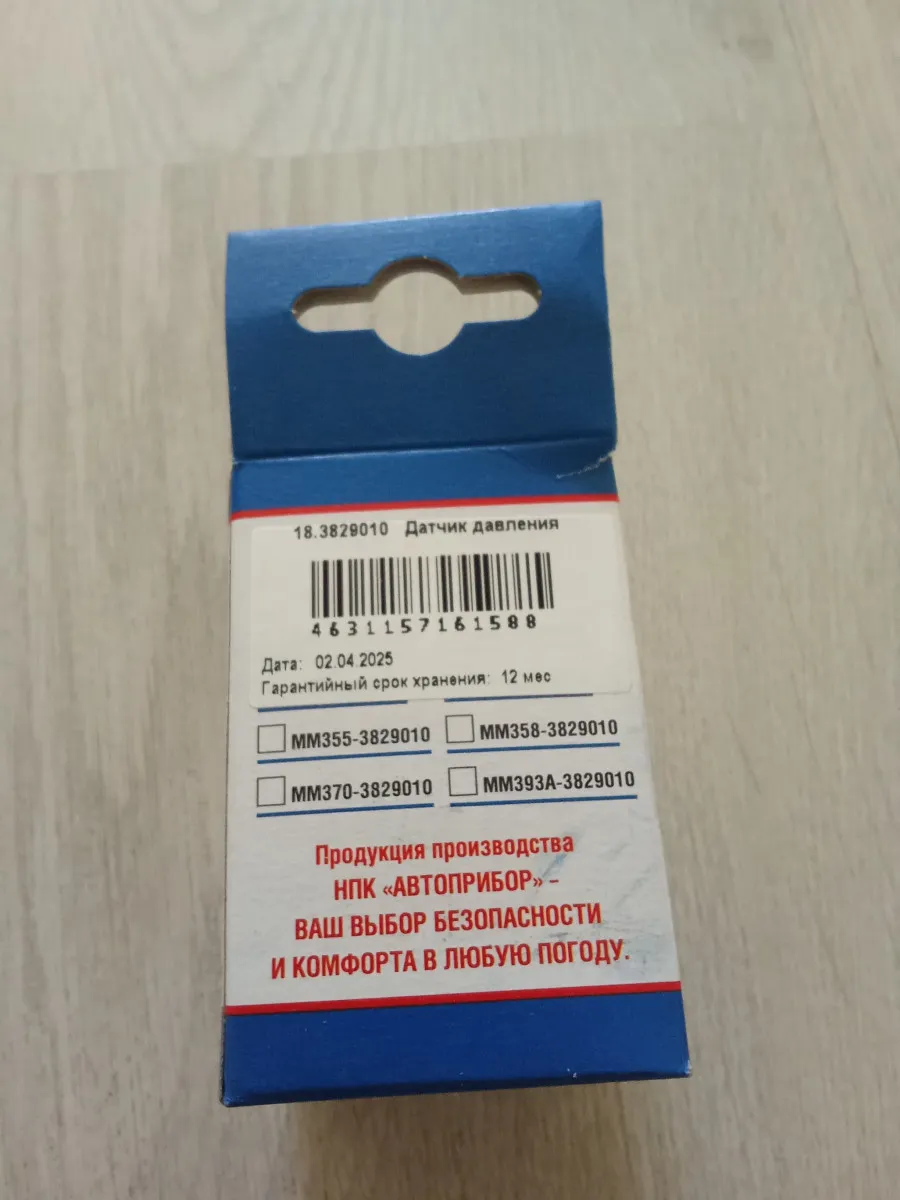 18.3829010 Датчик давления
4631157161588
Дата: 02.04.2025
Гарантийный срок хранения: 12 мес
ММ355-3829010 ММ358-3829010
ММ370-3829010 ММ393А-3829010
Продукция производства
НПК «АВТОПРИБОР» -
ВАШ ВЫБОР БЕЗОПАСНОСТИ
И КОМФОРТА В ЛЮБУЮ ПОГОДУ.